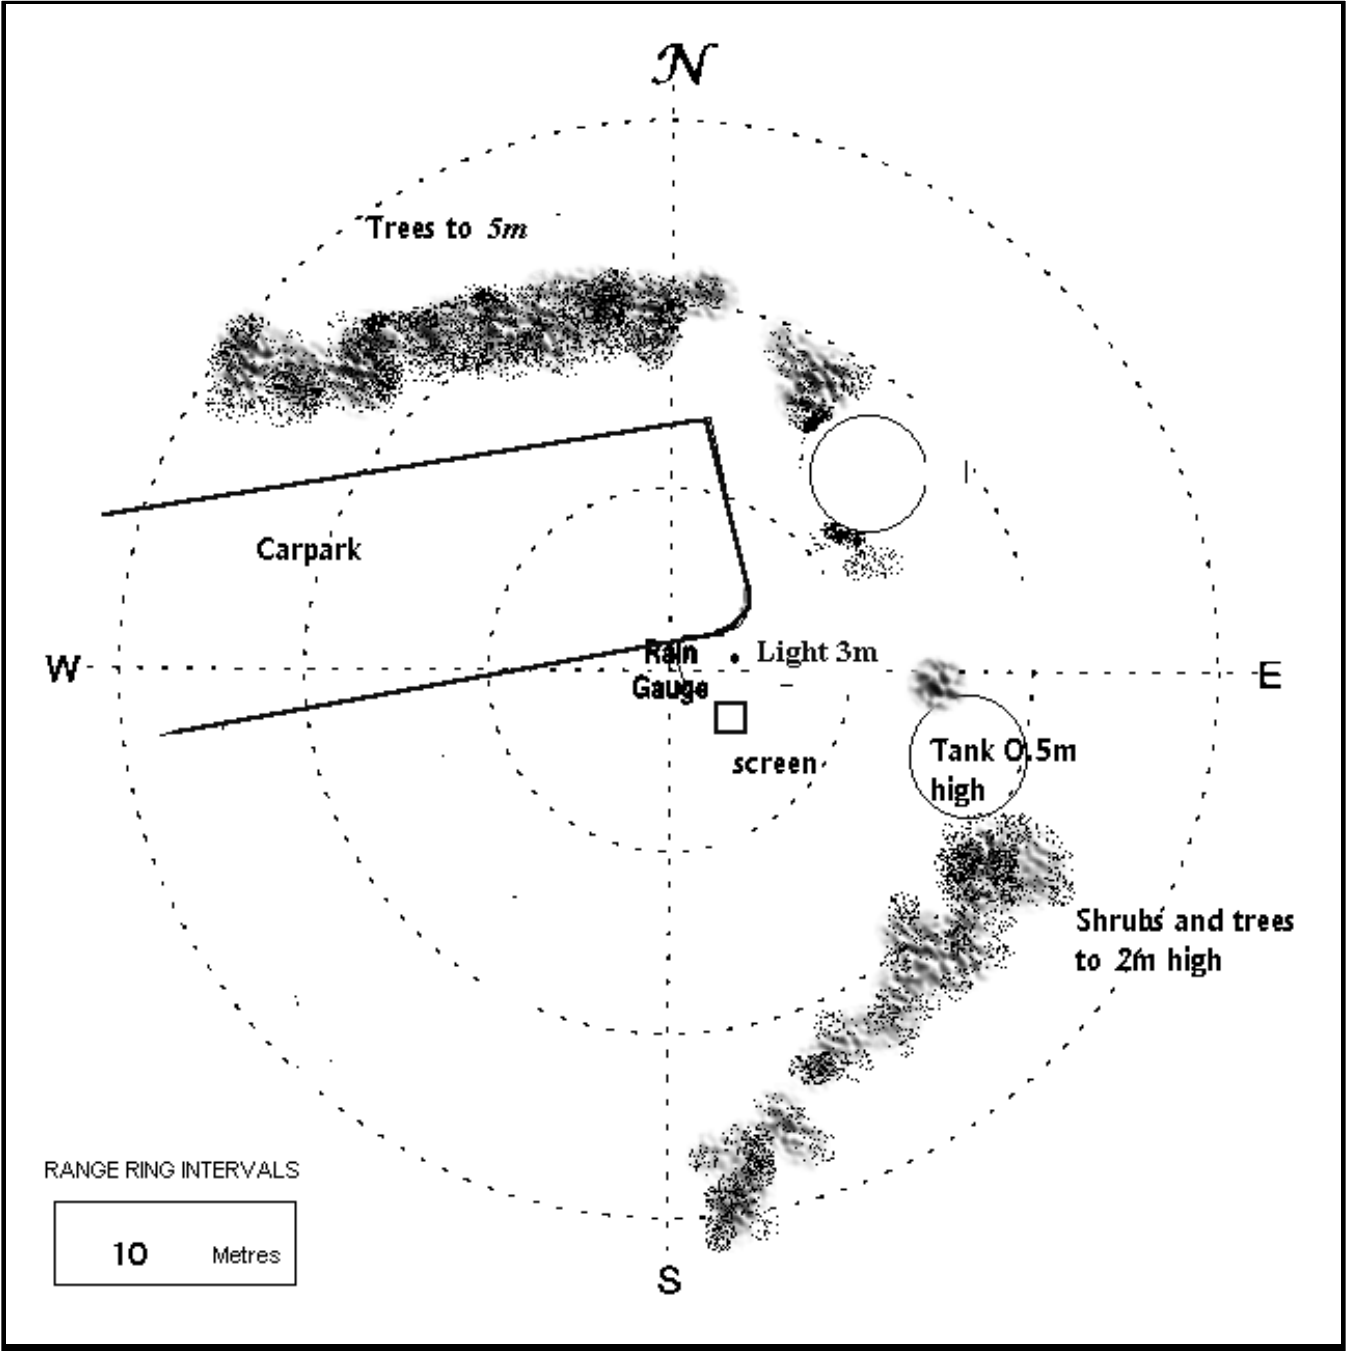 N
Trees to 5m
Carpark
W
Rain
Gauge
Light 3m
E
screen
Tank 0.5m
high
Shrubs and trees
to 2m high
RANGE RING INTERVALS
10 Metres
S